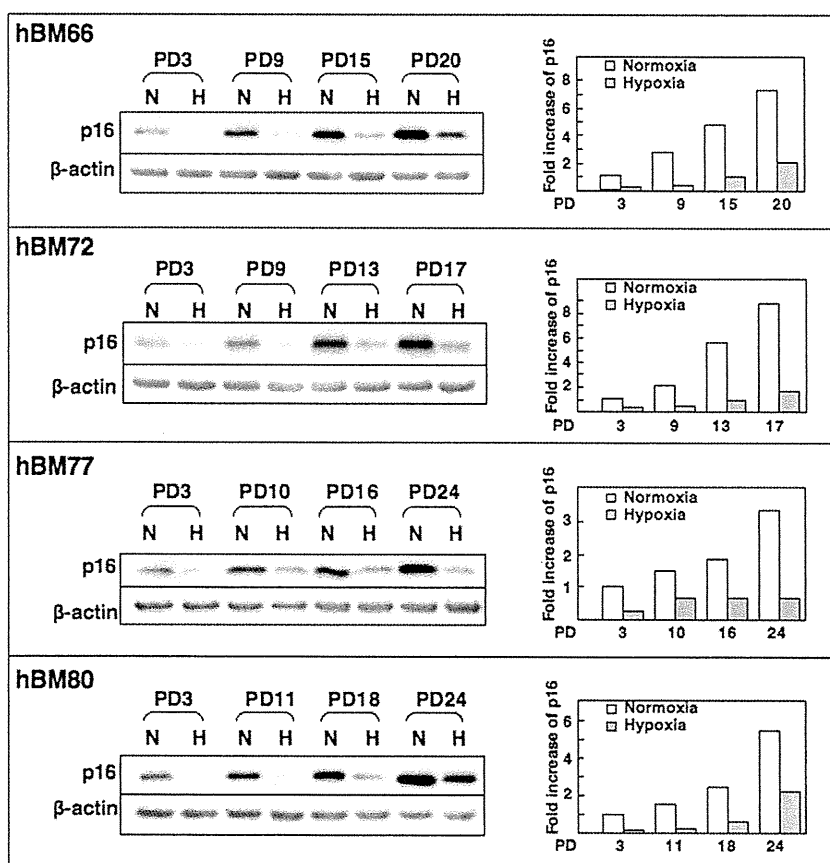 hBM66
PD3 PD9 PD15 PD20
N H N H N H N H
p16
β-actin
Fold increase of p16
8
6
4
2
Normoxia
Hypoxia
PD 3 9 15 20
hBM72
PD3 PD9 PD13 PD17
N H N H N H N H
p16
β-actin
Fold increase of p16
8
6
4
2
Normoxia
Hypoxia
PD 3 9 13 17
hBM77
PD3 PD10 PD16 PD24
N H N H N H N H
p16
β-actin
Fold increase of p16
3
2
1
Normoxia
Hypoxia
PD 3 10 16 24
hBM80
PD3 PD11 PD18 PD24
N H N H N H N H
p16
β-actin
Fold increase of p16
6
4
2
Normoxia
Hypoxia
PD 3 11 18 24